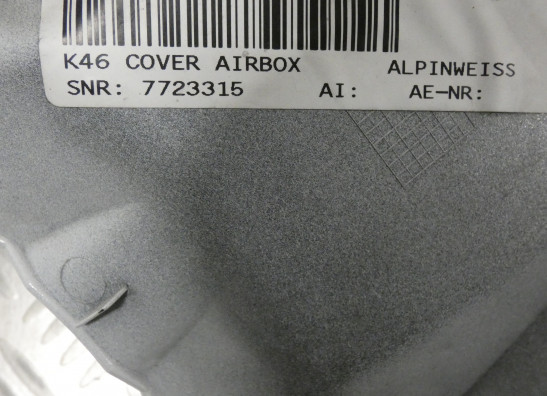 K46 COVER AIRBOX ALPINWEISS
SNR: 7723315 AI: AE-NR: